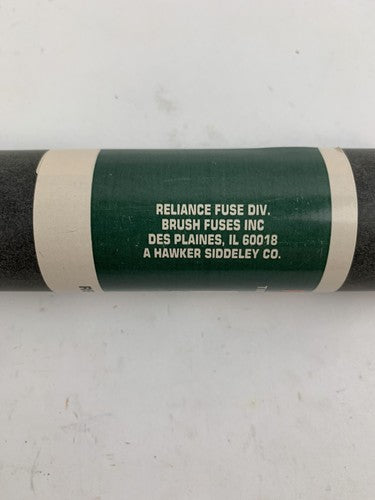 RELIANCE FUSE DIV.
BRUSH FUSES INC
DES PLAINES, IL 60018
A HAWKER SIDDELEY CO.